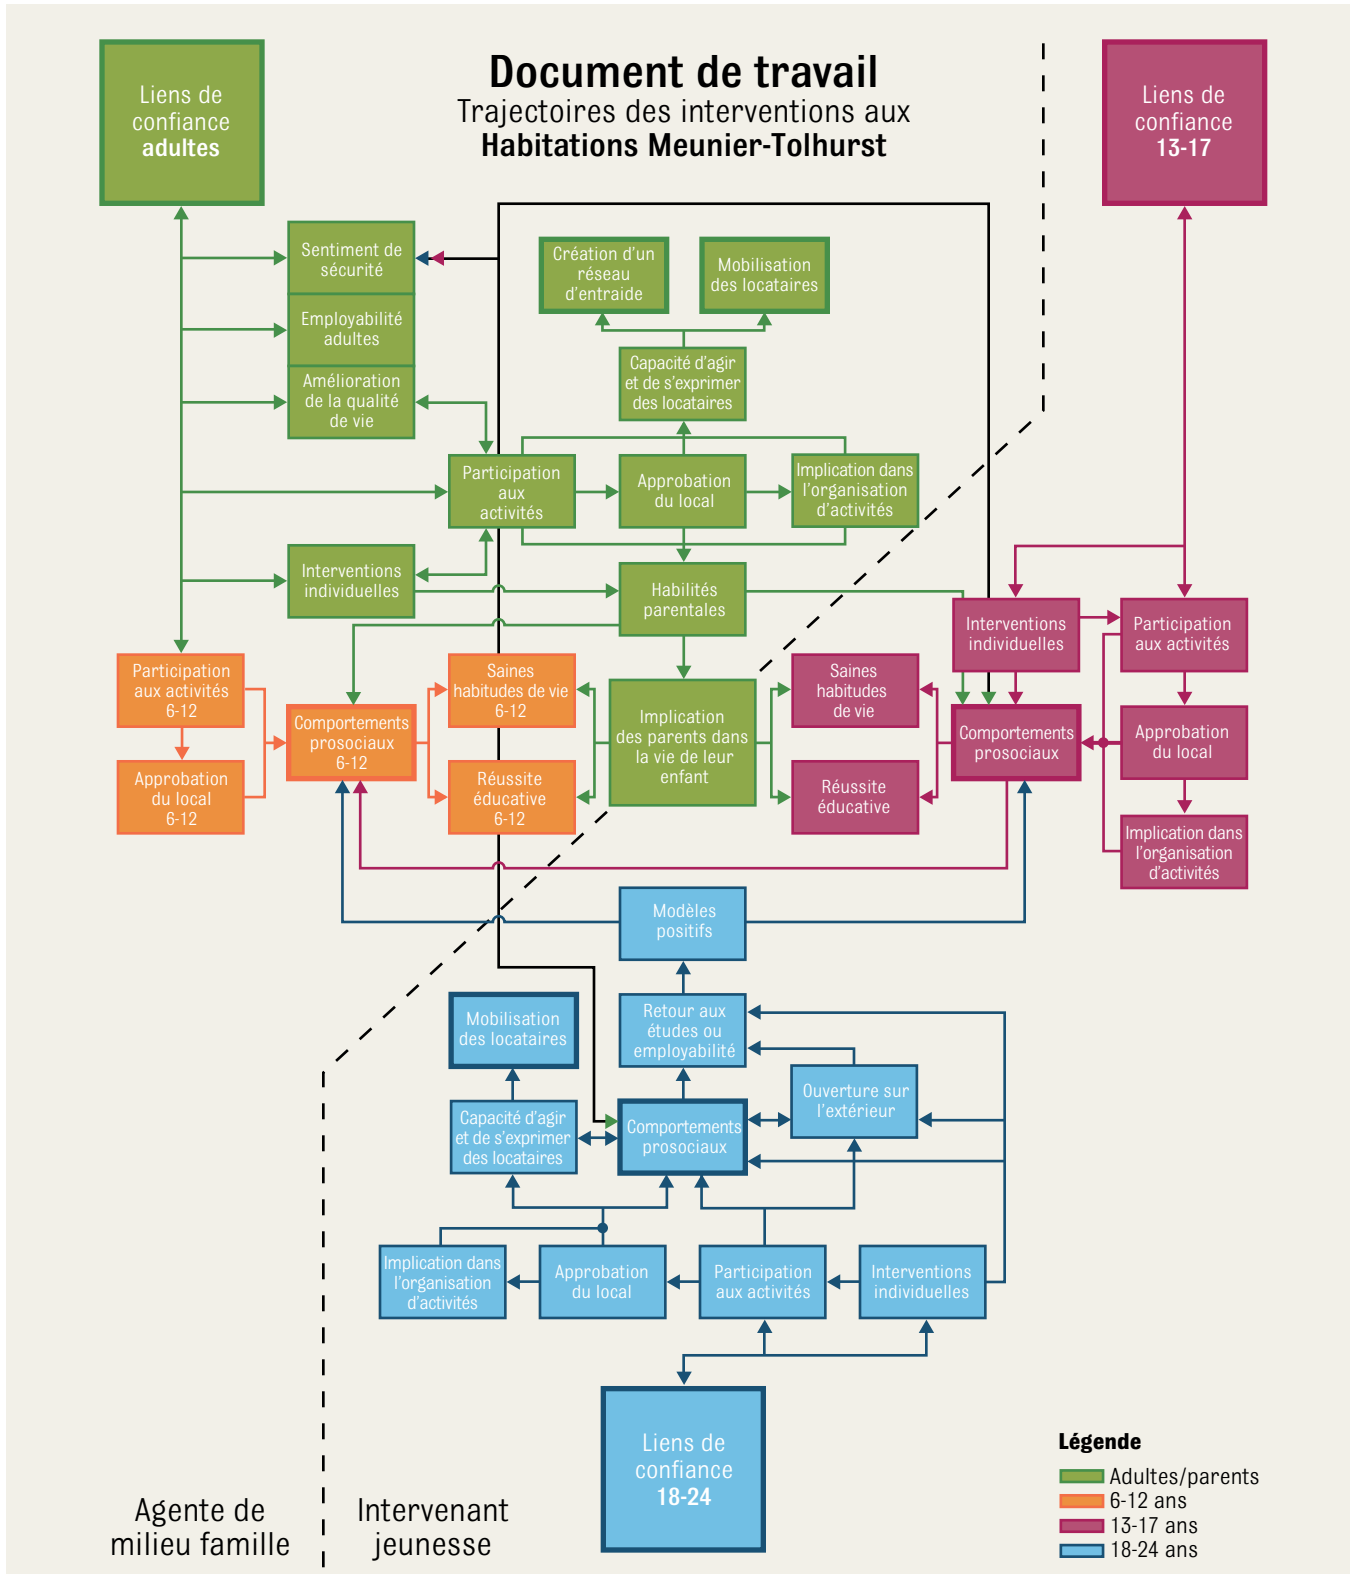 Document de travail
Trajectoires des interventions aux
Habitations Meunier-Tolhurst
Liens de
confiance
adultes
Liens de
confiance
13-17
Sentiment de
sécurité
Employabilité
adultes
Amélioration
de la qualité
de vie
Création d'un
réseau
d'entraide
Mobilisation
des locataires
Capacité d'agir
et de s'exprimer
des locataires
Participation
aux
activités
Approbation
du local
Implication dans
l'organisation
d'activités
Interventions
individuelles
Habilités
parentales
Interventions
individuelles
Participation
aux activités
Participation
aux activités
6-12
Approbation
du local
6-12
Comportements
prosociaux
6-12
Saines
habitudes de vie
6-12
Réussite
éducative
6-12
Implication
des parents dans
la vie de leur
enfant
Saines
habitudes
de vie
Réussite
éducative
Comportements
prosociaux
Approbation
du local
Implication dans
l'organisation
d'activités
Modèles
positifs
Mobilisation
des locataires
Retour aux
études ou
employabilité
Ouverture sur
l'extérieur
Capacité d'agir
et de s'exprimer
des locataires
Comportements
prosociaux
Implication dans
l'organisation
d'activités
Approbation
du local
Participation
aux activités
Interventions
individuelles
Liens de
confiance
18-24
Agente de
milieu famille
Intervenant
jeunesse
Légende
Adultes/parents
6-12 ans
13-17 ans
18-24 ans